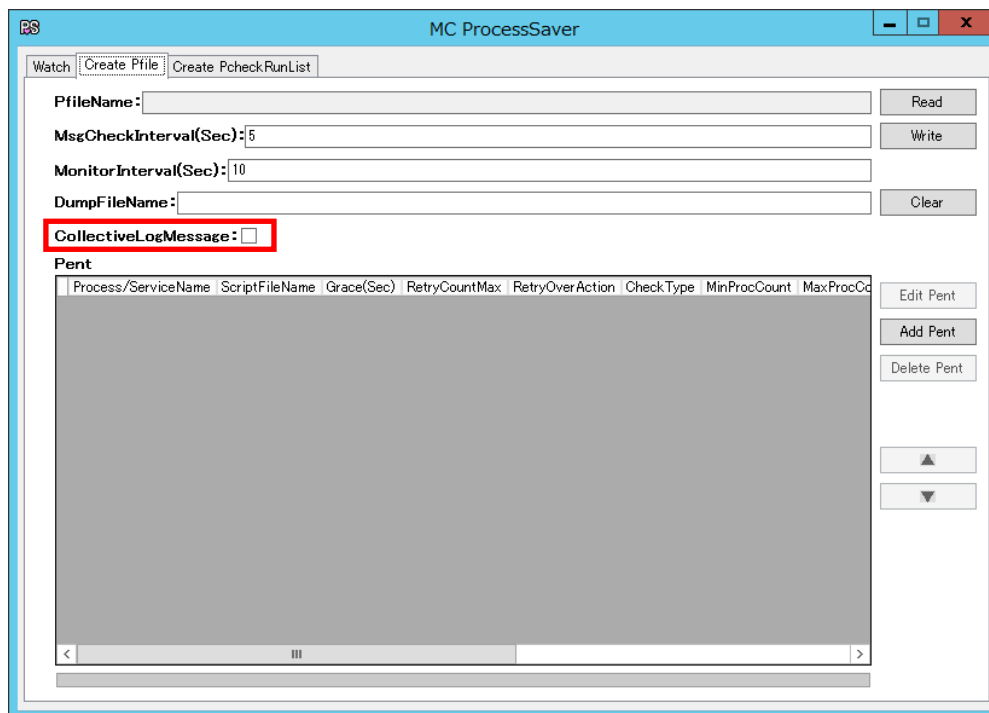 PS MC ProcessSaver
Watch Create Pfile Create PcheckRunList
PfileName: Read
MsgCheckInterval(Sec): 5 Write
MonitorInterval(Sec): 10
DumpFileName: Clear
CollectiveLogMessage:
Pent
Process/ServiceName ScriptFileName Grace(Sec) RetryCountMax RetryOverAction CheckType MinProcCount MaxProcCo
Edit Pent
Add Pent
Delete Pent